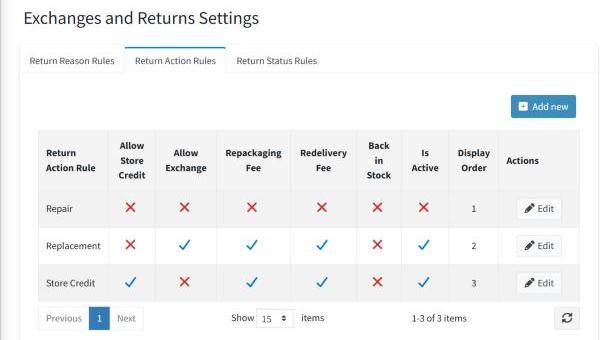 Exchanges and Returns Settings
Return Reason Rules Return Action Rules Return Status Rules
Add new
Return Action Rule Allow Store Credit Allow Exchange Repackaging Fee Redelivery Fee Back in Stock Is Active Display Order Actions
Repair 1 Edit
Replacement 2 Edit
Store Credit 3 Edit
Previous 1 Next Show 15 items 1-3 of 3 items